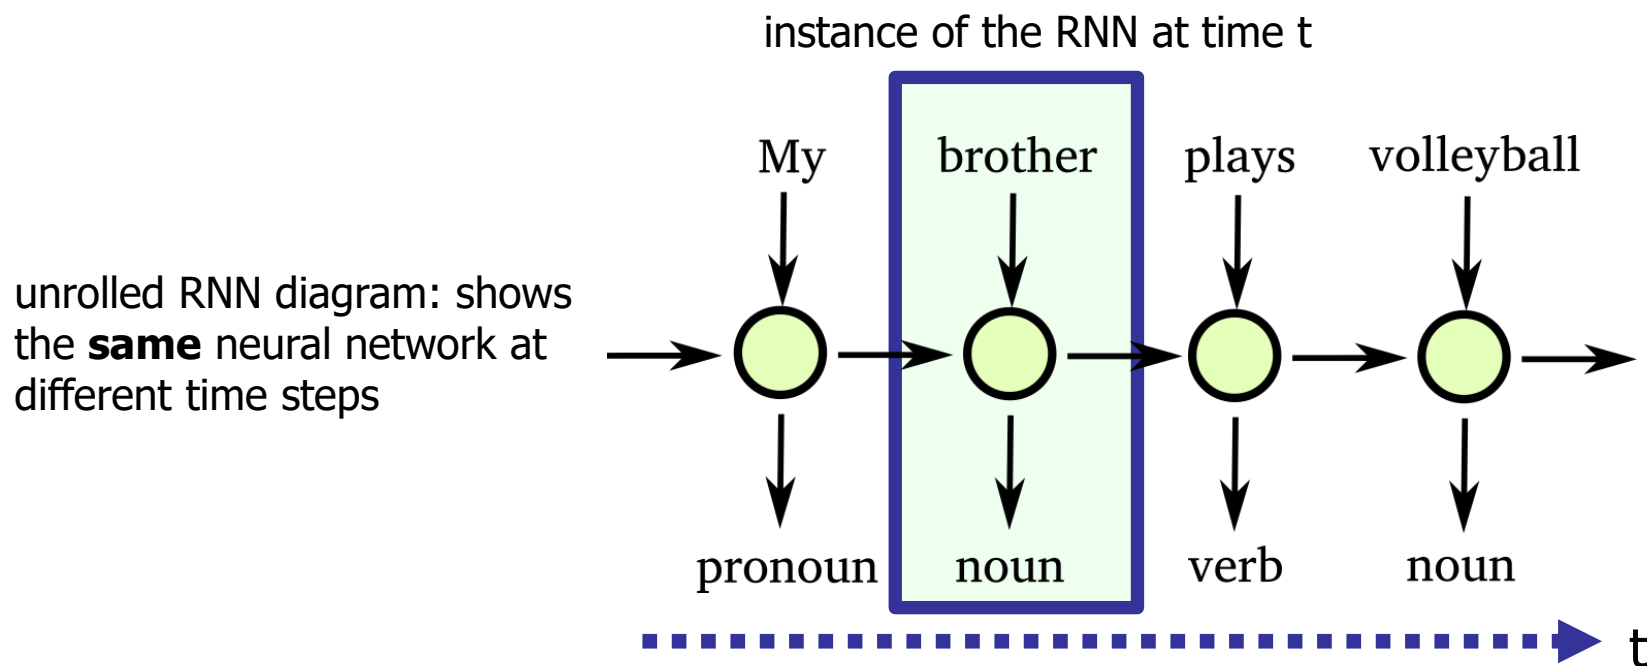 instance of the RNN at time t
My brother plays volleyball
unrolled RNN diagram: shows
the same neural network at
different time steps
pronoun noun verb noun
t